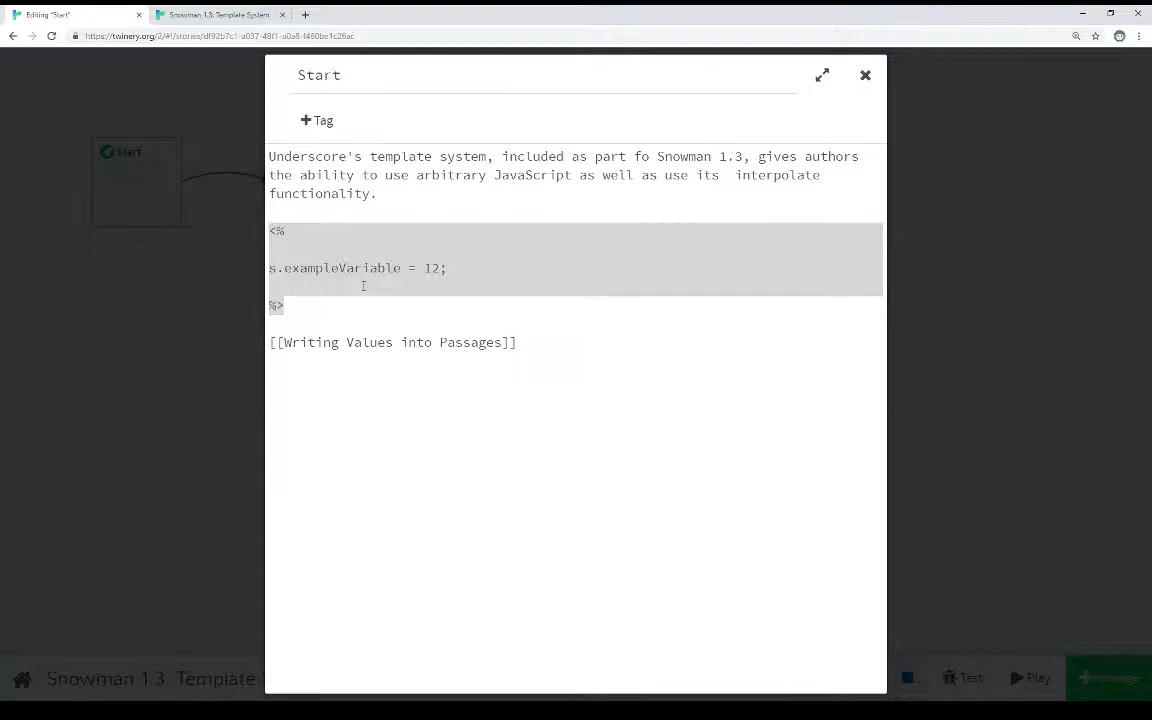 Editing "Start"
Snowman 1.3: Template System
https://twinery.org/2/#!/stories/df92b7c1-a037-49f1-a0a8-f460be1c26ac
Start
Tag
Start
Underscore's template system, included as part fo Snowman 1.3, gives authors
the ability to use arbitrary JavaScript as well as use its  interpolate
functionality.
<%
s.exampleVariable = 12;
%>
[[Writing Values into Passages]]
Snowman 1.3  Template
Test
Play